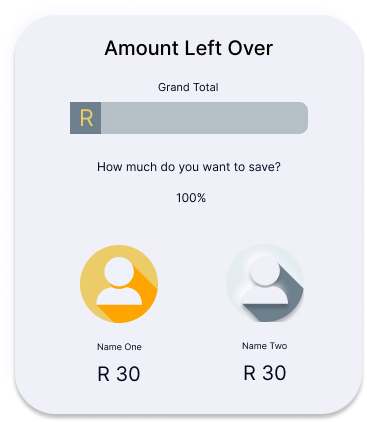 Amount Left Over
Grand Total
R
How much do you want to save?
100%
Name One
Name Two
R 30
R 30